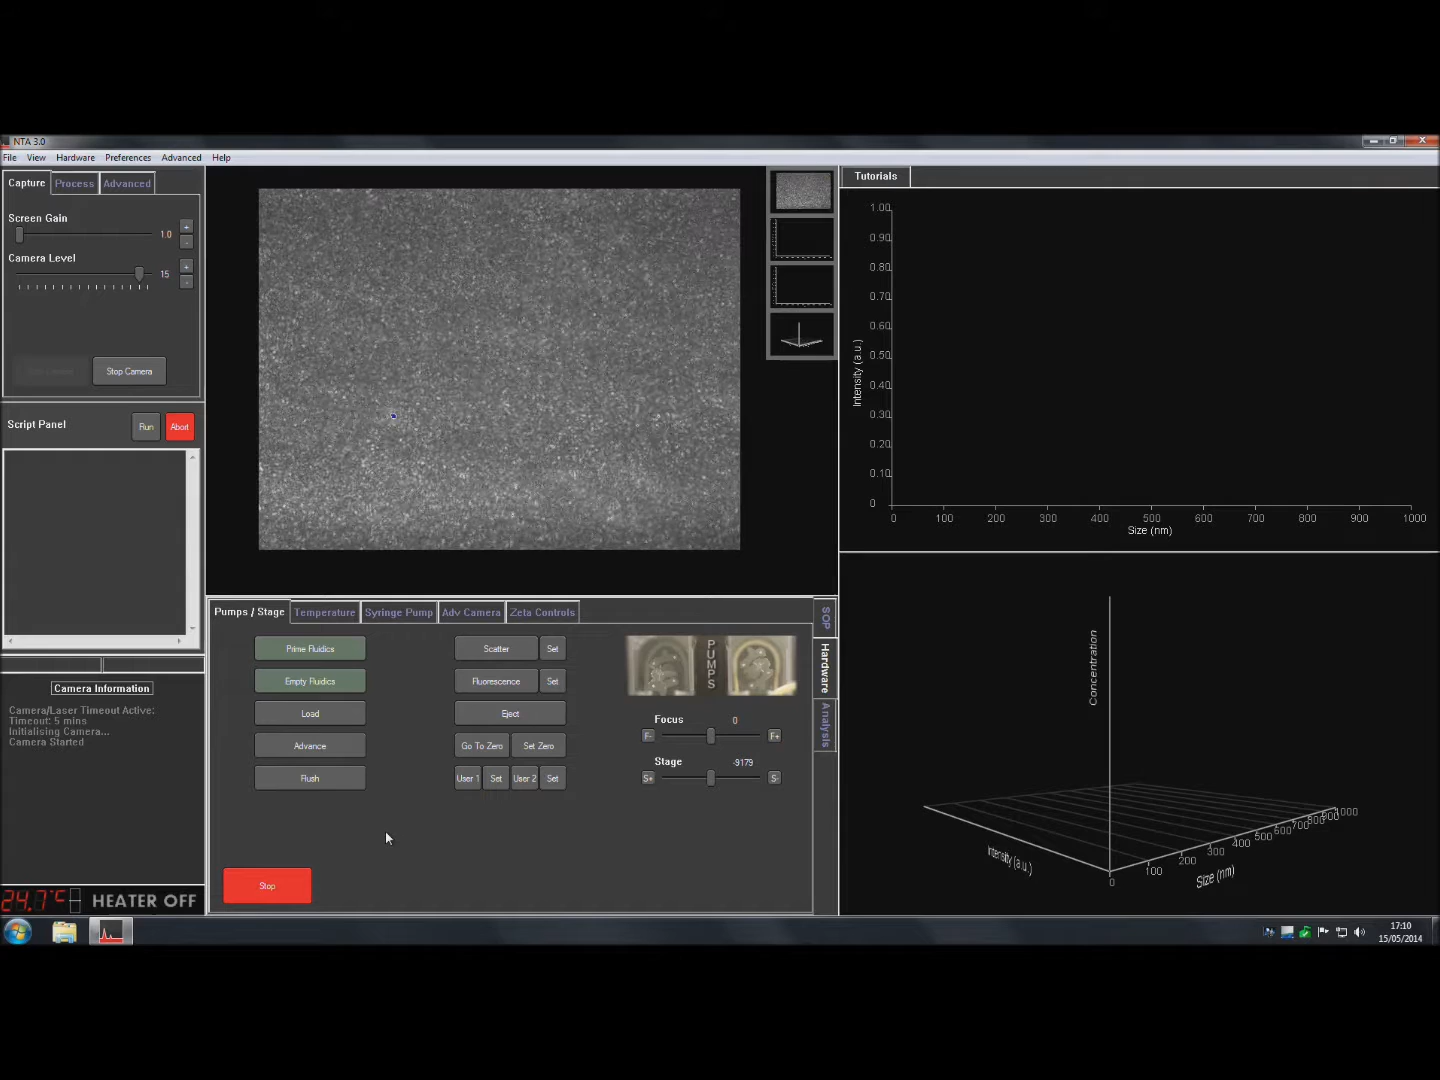 NTA 3.0
File View Hardware Preferences Advanced Help
Capture Process Advanced
Screen Gain
1.0
+
-
Camera Level
15
+
-
Stop Camera
Script Panel
Run
Abort
Camera Information
Camera/Laser Timeout Active:
Timeout: 5 mins
Initialising Camera...
Camera Started
24.7°C HEATER OFF
Pumps / Stage Temperature Syringe Pump Adv Camera Zeta Controls
Prime Fluidics
Empty Fluidics
Load
Advance
Flush
Stop
Scatter Set
Fluorescence Set
Eject
Go To Zero Set Zero
User 1 Set User 2 Set
PUMPS
Focus 0
F- F+
Stage -9179
S+ S-
SOP
Hardware
Analysis
Tutorials
1.00
0.90
0.80
0.70
0.60
0.50
0.40
0.30
0.20
0.10
0
Intensity (a.u.)
0 100 200 300 400 500 600 700 800 900 1000
Size (nm)
Concentration
Intensity (a.u.)
0 100 200 300 400 500 600 700 800 900 1000
Size (nm)
17:10
15/05/2014